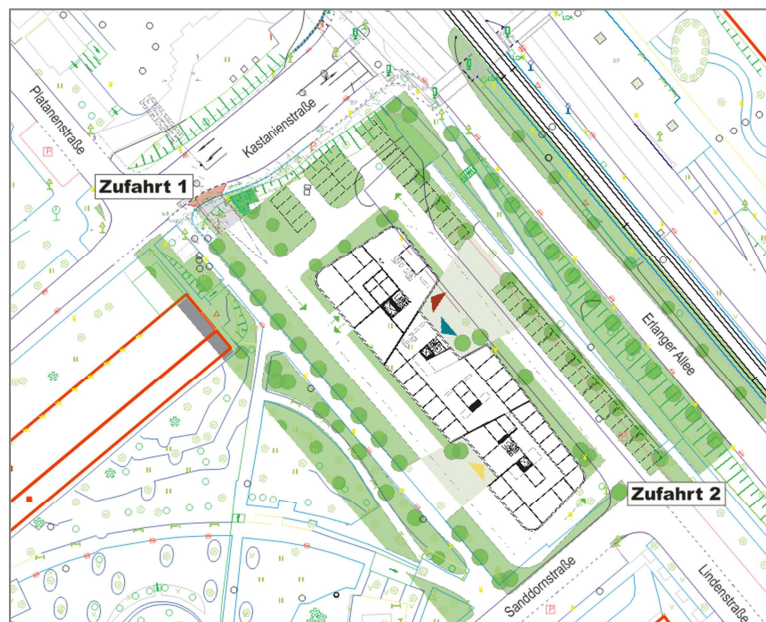 Platanenstraße
Kastanienstraße
Zufahrt 1
Erlanger Allee
Zufahrt 2
Sanddornstraße
Lindenstraße